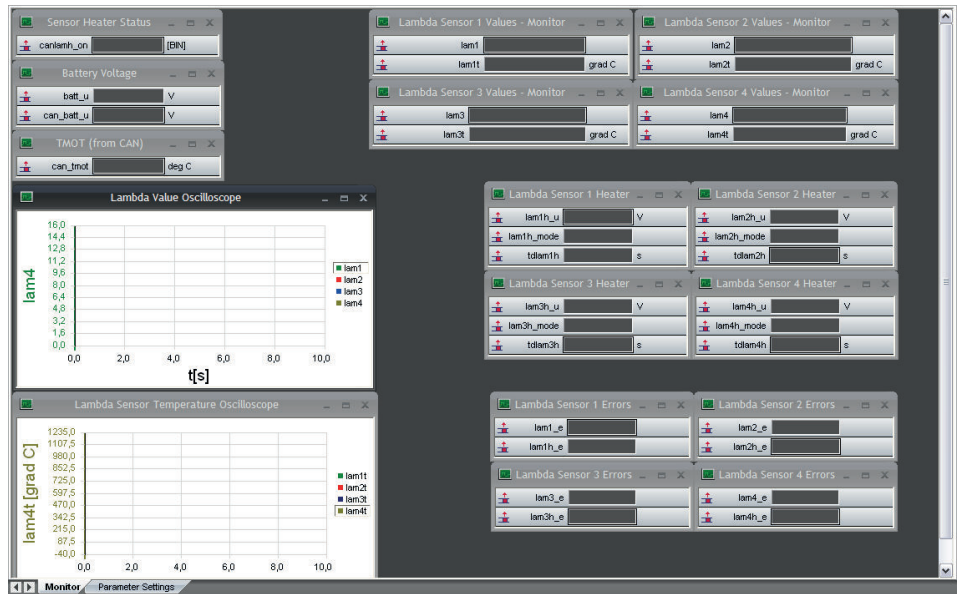 Sensor Heater Status
canlamh_on [BIN]
Battery Voltage
batt_u V
can_batt_u V
TMOT (from CAN)
can_tmot deg C
Lambda Sensor 1 Values - Monitor
lam1
lam1t grad C
Lambda Sensor 2 Values - Monitor
lam2
lam2t grad C
Lambda Sensor 3 Values - Monitor
lam3
lam3t grad C
Lambda Sensor 4 Values - Monitor
lam4
lam4t grad C
Lambda Value Oscilloscope
lam4
16,0
14,4
12,8
11,2
9,6
8,0
6,4
4,8
3,2
1,6
0,0
0,0 2,0 4,0 6,0 8,0 10,0
t[s]
lam1
lam2
lam3
lam4
Lambda Sensor 1 Heater
lam1h_u V
lam1h_mode
tdlam1h s
Lambda Sensor 2 Heater
lam2h_u V
lam2h_mode
tdlam2h s
Lambda Sensor 3 Heater
lam3h_u V
lam3h_mode
tdlam3h s
Lambda Sensor 4 Heater
lam4h_u V
lam4h_mode
tdlam4h s
Lambda Sensor Temperature Oscilloscope
lam4t [grad C]
1235,0
1107,5
980,0
852,5
725,0
597,5
470,0
342,5
215,0
87,5
-40,0
0,0 2,0 4,0 6,0 8,0 10,0
lam1t
lam2t
lam3t
lam4t
Lambda Sensor 1 Errors
lam1_e
lam1h_e
Lambda Sensor 2 Errors
lam2_e
lam2h_e
Lambda Sensor 3 Errors
lam3_e
lam3h_e
Lambda Sensor 4 Errors
lam4_e
lam4h_e
Monitor Parameter Settings